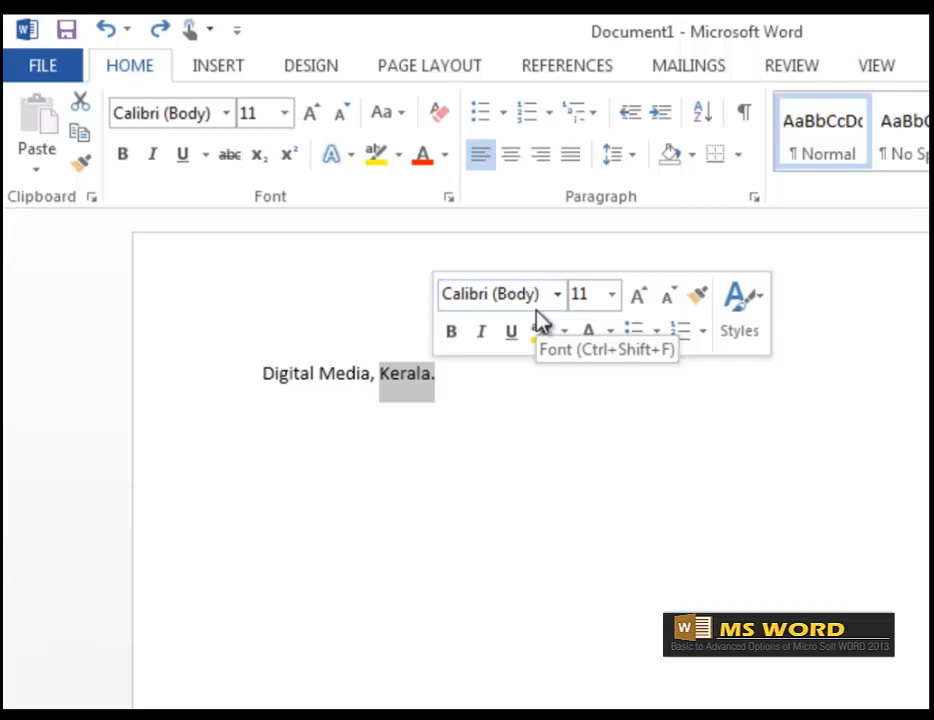 Document1 - Microsoft Word
FILE HOME INSERT DESIGN PAGE LAYOUT REFERENCES MAILINGS REVIEW VIEW
Calibri (Body) 11 Aa AaBbCcDc AaBbC
Paste B I U abc x₂ x² A ab A ¶ Normal ¶ No Sp
Clipboard Font Paragraph
Calibri (Body) 11
B I U A Styles
Font (Ctrl+Shift+F)
Digital Media, Kerala.
W MS WORD
Basic to Advanced Options of Micro Soft WORD 2013